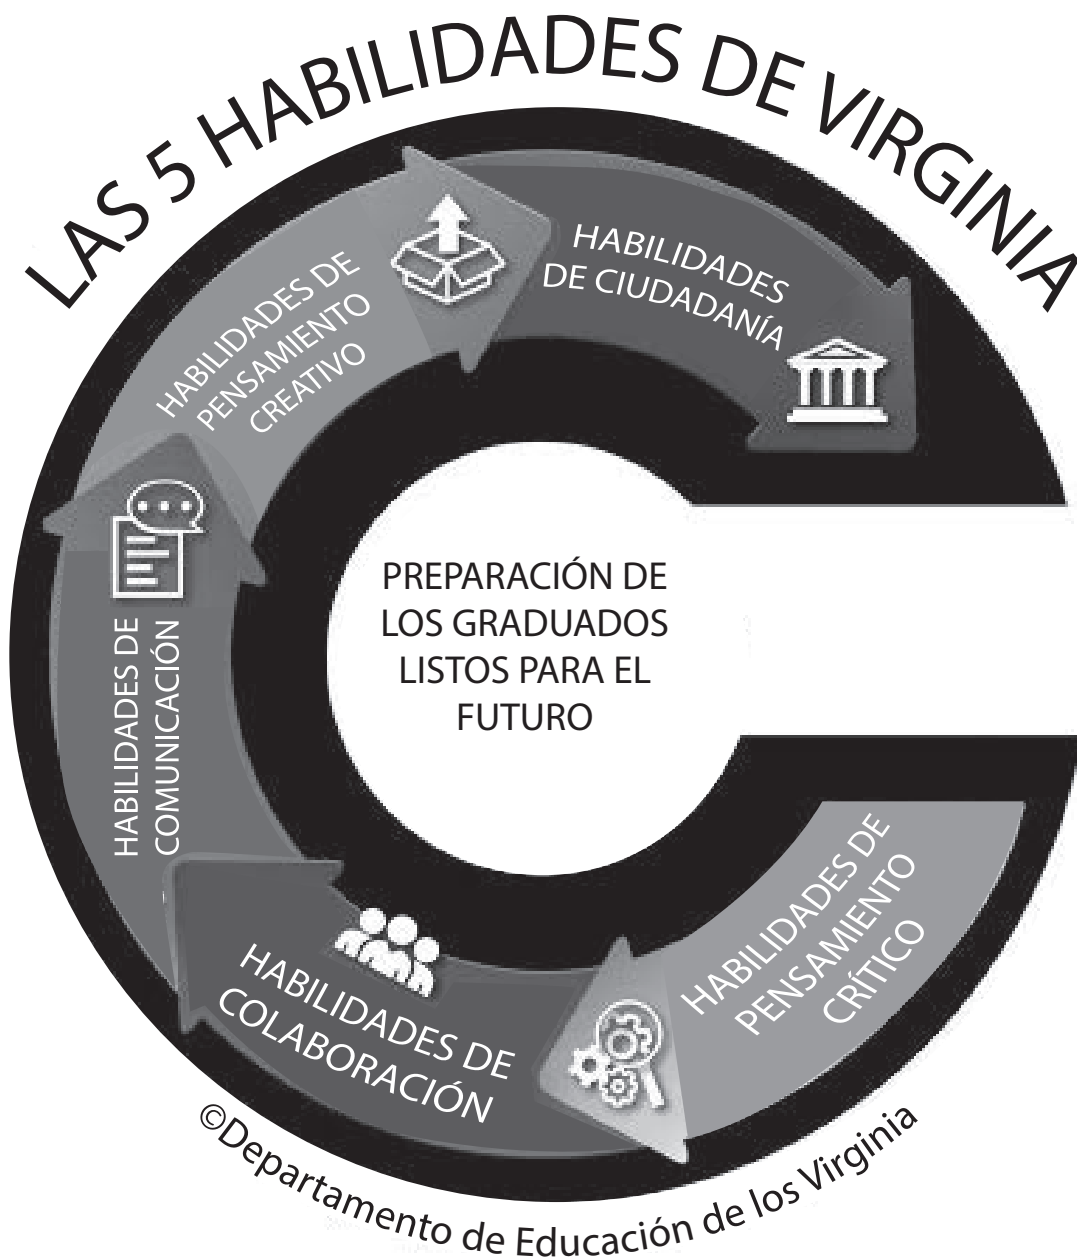 LAS 5 HABILIDADES DE VIRGINIA
HABILIDADES
DE CIUDADANÍA
HABILIDADES DE
PENSAMIENTO
CREATIVO
HABILIDADES DE
COMUNICACIÓN
PREPARACIÓN DE
LOS GRADUADOS
LISTOS PARA EL
FUTURO
HABILIDADES DE
COLABORACIÓN
HABILIDADES DE
PENSAMIENTO
CRÍTICO
©Departamento de Educación de los Virginia